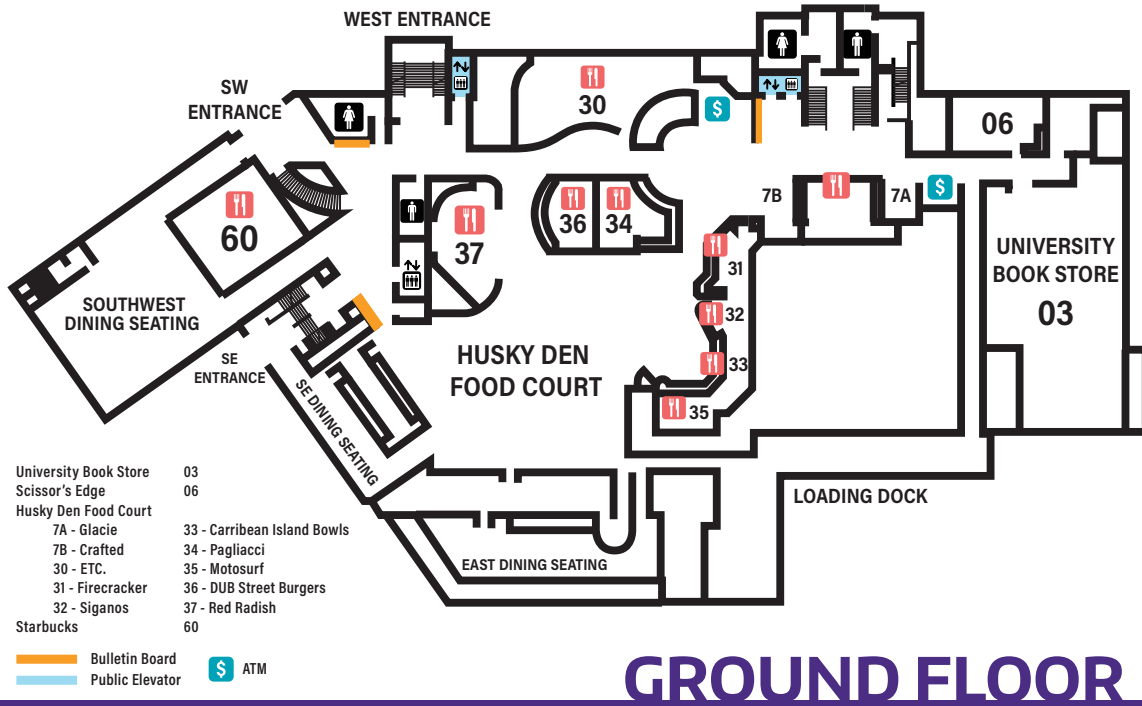 WEST ENTRANCE
SW
ENTRANCE
30
$
06
60
37
36
34
7B
7A
$
31
32
33
35
UNIVERSITY
BOOK STORE
03
SOUTHWEST
DINING SEATING
SE
ENTRANCE
HUSKY DEN
FOOD COURT
SE DINING SEATING
EAST DINING SEATING
LOADING DOCK
University Book Store 03
Scissor's Edge 06
Husky Den Food Court
7A - Glacie 33 - Carribean Island Bowls
7B - Crafted 34 - Pagliacci
30 - ETC. 35 - Motosurf
31 - Firecracker 36 - DUB Street Burgers
32 - Siganos 37 - Red Radish
Starbucks 60
Bulletin Board
Public Elevator
$ ATM
GROUND FLOOR